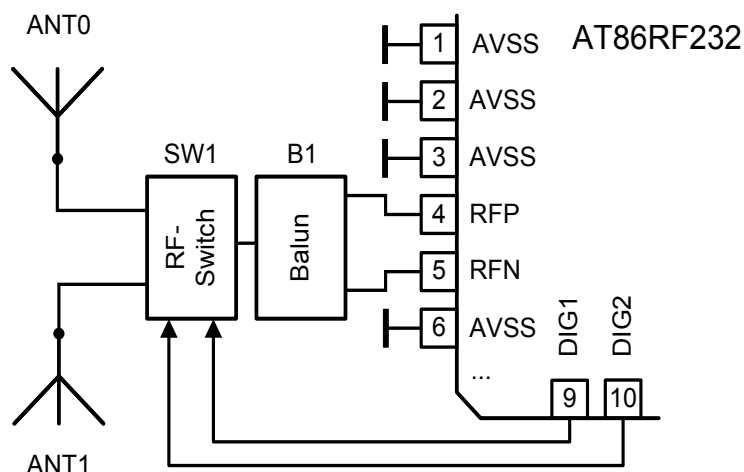 ANT0
AT86RF232
1 AVSS
2 AVSS
3 AVSS
SW1
B1
RF-
Switch
Balun
4 RFP
5 RFN
6 AVSS
...
DIG1
DIG2
9
10
ANT1